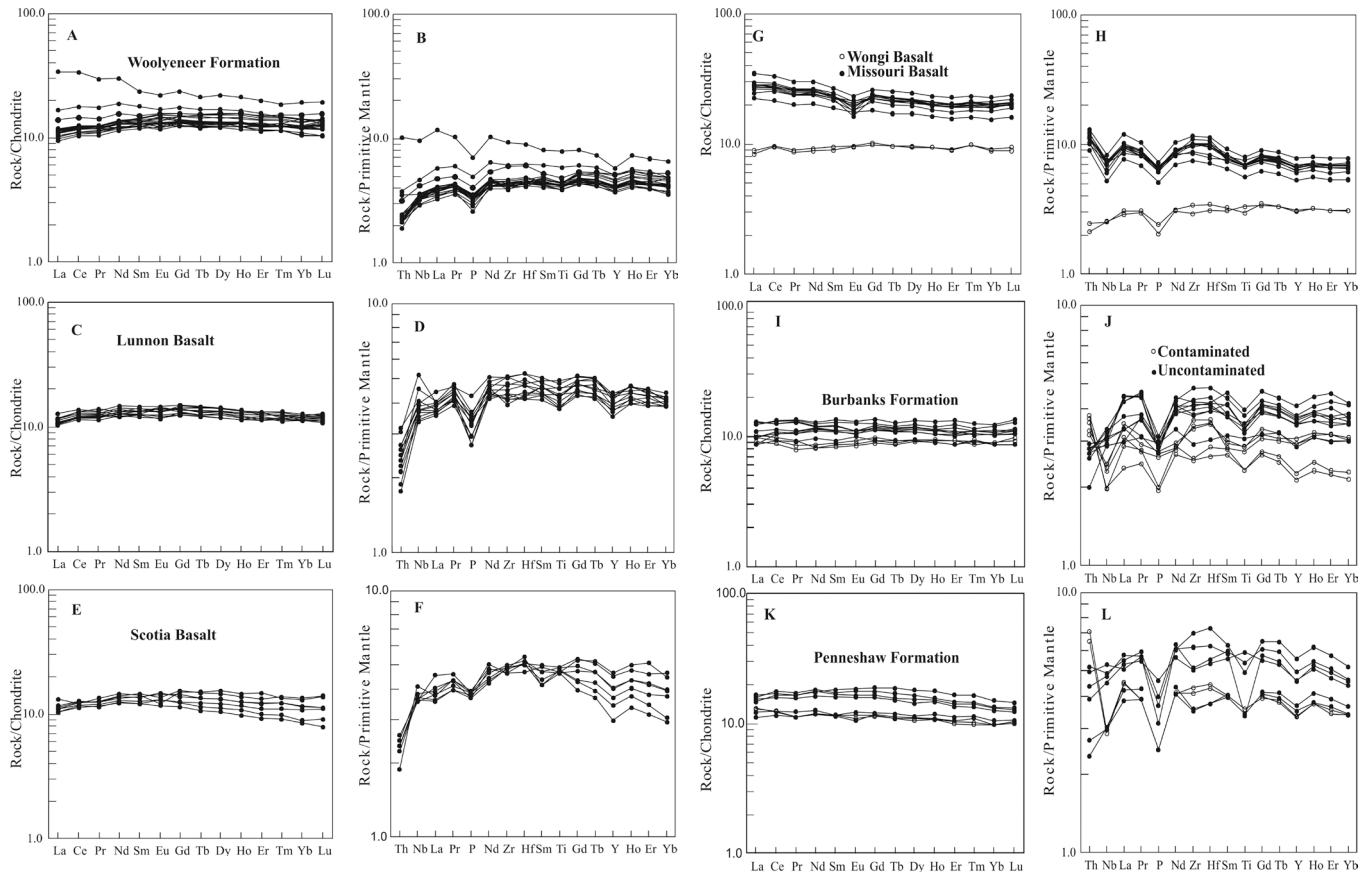 A
Woolyeneer Formation
Rock/Chondrite
100.0
10.0
1.0
La Ce Pr Nd Sm Eu Gd Tb Dy Ho Er Tm Yb Lu
B
Rock/Primitive Mantle
100.0
10.0
1.0
Th Nb La Pr P Nd Zr Hf Sm Ti Gd Tb Y Ho Er Yb
G
Wongi Basalt
Missouri Basalt
Rock/Chondrite
100.0
10.0
1.0
La Ce Pr Nd Sm Eu Gd Tb Dy Ho Er Tm Yb Lu
H
Rock/Primitive Mantle
100.0
10.0
1.0
Th Nb La Pr P Nd Zr Hf Sm Ti Gd Tb Y Ho Er Yb
C
Lunnon Basalt
Rock/Chondrite
100.0
10.0
1.0
La Ce Pr Nd Sm Eu Gd Tb Dy Ho Er Tm Yb Lu
D
Rock/Primitive Mantle
10.0
1.0
Th Nb La Pr P Nd Zr Hf Sm Ti Gd Tb Y Ho Er Yb
I
Burbanks Formation
Rock/Chondrite
100.0
10.0
1.0
La Ce Pr Nd Sm Eu Gd Tb Dy Ho Er Tm Yb Lu
J
Contaminated
Uncontaminated
Rock/Primitive Mantle
10.0
1.0
Th Nb La Pr P Nd Zr Hf Sm Ti Gd Tb Y Ho Er Yb
E
Scotia Basalt
Rock/Chondrite
100.0
10.0
1.0
La Ce Pr Nd Sm Eu Gd Tb Dy Ho Er Tm Yb Lu
F
Rock/Primitive Mantle
10.0
1.0
Th Nb La Pr P Nd Zr Hf Sm Ti Gd Tb Y Ho Er Yb
K
Penneshaw Formation
Rock/Chondrite
100.0
10.0
1.0
La Ce Pr Nd Sm Eu Gd Tb Dy Ho Er Tm Yb Lu
L
Rock/Primitive Mantle
10.0
1.0
Th Nb La Pr P Nd Zr Hf Sm Ti Gd Tb Y Ho Er Yb